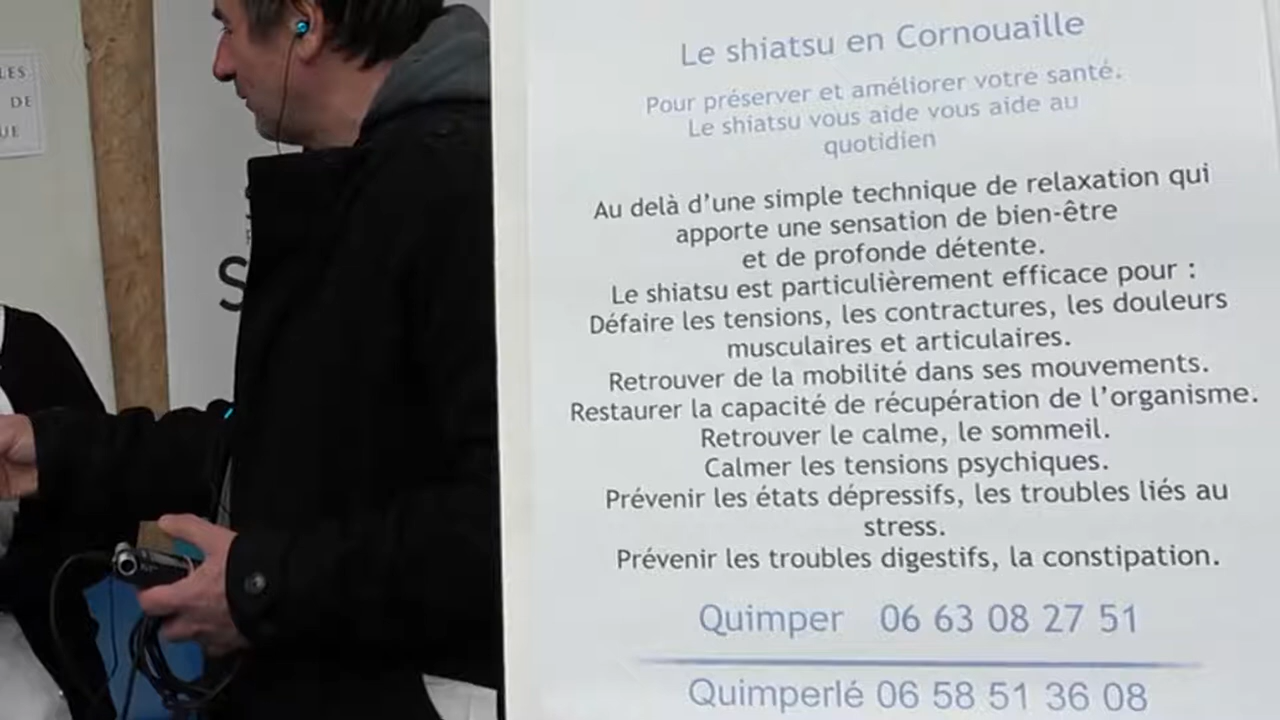 LES
DE
UE
S
Le shiatsu en Cornouaille
Pour préserver et améliorer votre santé.
Le shiatsu vous aide vous aide au
quotidien
Au delà d'une simple technique de relaxation qui
apporte une sensation de bien-être
et de profonde détente.
Le shiatsu est particulièrement efficace pour :
Défaire les tensions, les contractures, les douleurs
musculaires et articulaires.
Retrouver de la mobilité dans ses mouvements.
Restaurer la capacité de récupération de l'organisme.
Retrouver le calme, le sommeil.
Calmer les tensions psychiques.
Prévenir les états dépressifs, les troubles liés au
stress.
Prévenir les troubles digestifs, la constipation.
Quimper 06 63 08 27 51
Quimperlé 06 58 51 36 08